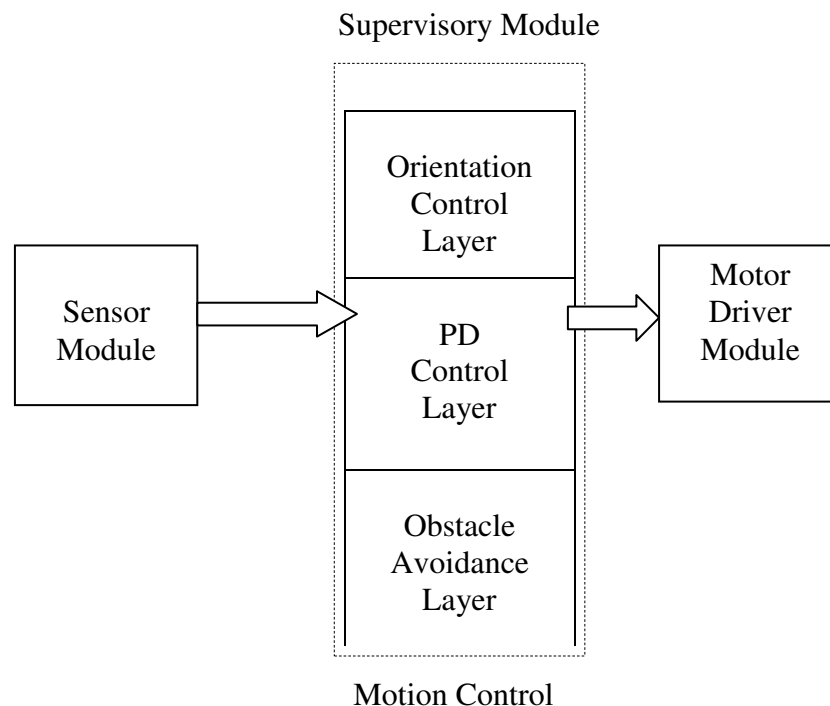 Supervisory Module
Orientation
Control
Layer
Sensor
Module
PD
Control
Layer
Motor
Driver
Module
Obstacle
Avoidance
Layer
Motion Control